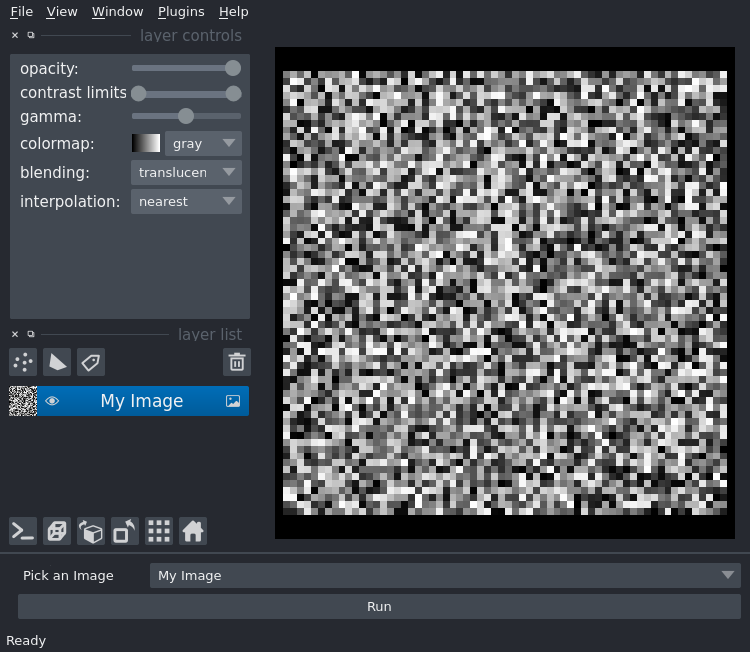 File View Window Plugins Help
layer controls
opacity:
contrast limits
gamma:
colormap: gray
blending: translucen
interpolation: nearest
layer list
My Image
Pick an Image My Image
Run
Ready